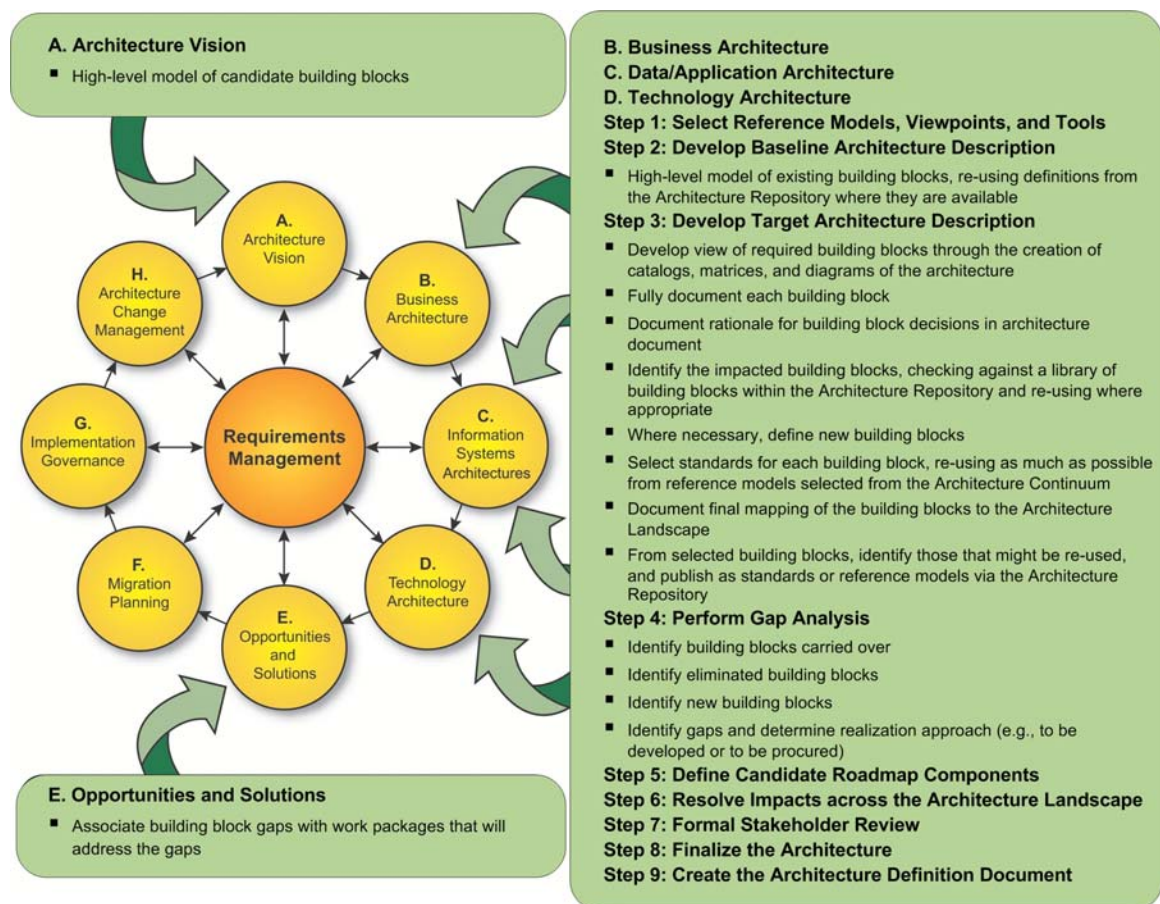 A. Architecture Vision
▪ High-level model of candidate building blocks
B. Business Architecture
C. Data/Application Architecture
D. Technology Architecture
Step 1: Select Reference Models, Viewpoints, and Tools
Step 2: Develop Baseline Architecture Description
▪ High-level model of existing building blocks, re-using definitions from
the Architecture Repository where they are available
Step 3: Develop Target Architecture Description
▪ Develop view of required building blocks through the creation of
catalogs, matrices, and diagrams of the architecture
▪ Fully document each building block
▪ Document rationale for building block decisions in architecture
document
▪ Identify the impacted building blocks, checking against a library of
building blocks within the Architecture Repository and re-using where
appropriate
▪ Where necessary, define new building blocks
▪ Select standards for each building block, re-using as much as possible
from reference models selected from the Architecture Continuum
▪ Document final mapping of the building blocks to the Architecture
Landscape
▪ From selected building blocks, identify those that might be re-used,
and publish as standards or reference models via the Architecture
Repository
Step 4: Perform Gap Analysis
▪ Identify building blocks carried over
▪ Identify eliminated building blocks
▪ Identify new building blocks
▪ Identify gaps and determine realization approach (e.g., to be
developed or to be procured)
Step 5: Define Candidate Roadmap Components
Step 6: Resolve Impacts across the Architecture Landscape
Step 7: Formal Stakeholder Review
Step 8: Finalize the Architecture
Step 9: Create the Architecture Definition Document
A.
Architecture
Vision
B.
Business
Architecture
C.
Information
Systems
Architectures
D.
Technology
Architecture
E.
Opportunities
and
Solutions
F.
Migration
Planning
G.
Implementation
Governance
H.
Architecture
Change
Management
Requirements
Management
E. Opportunities and Solutions
▪ Associate building block gaps with work packages that will
address the gaps